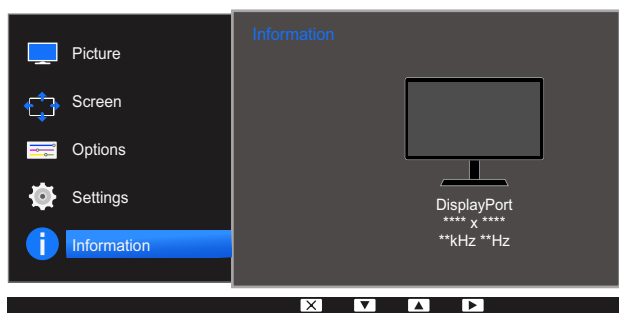 Picture
Screen
Options
Settings
Information
Information
DisplayPort
**** x ****
**kHz **Hz